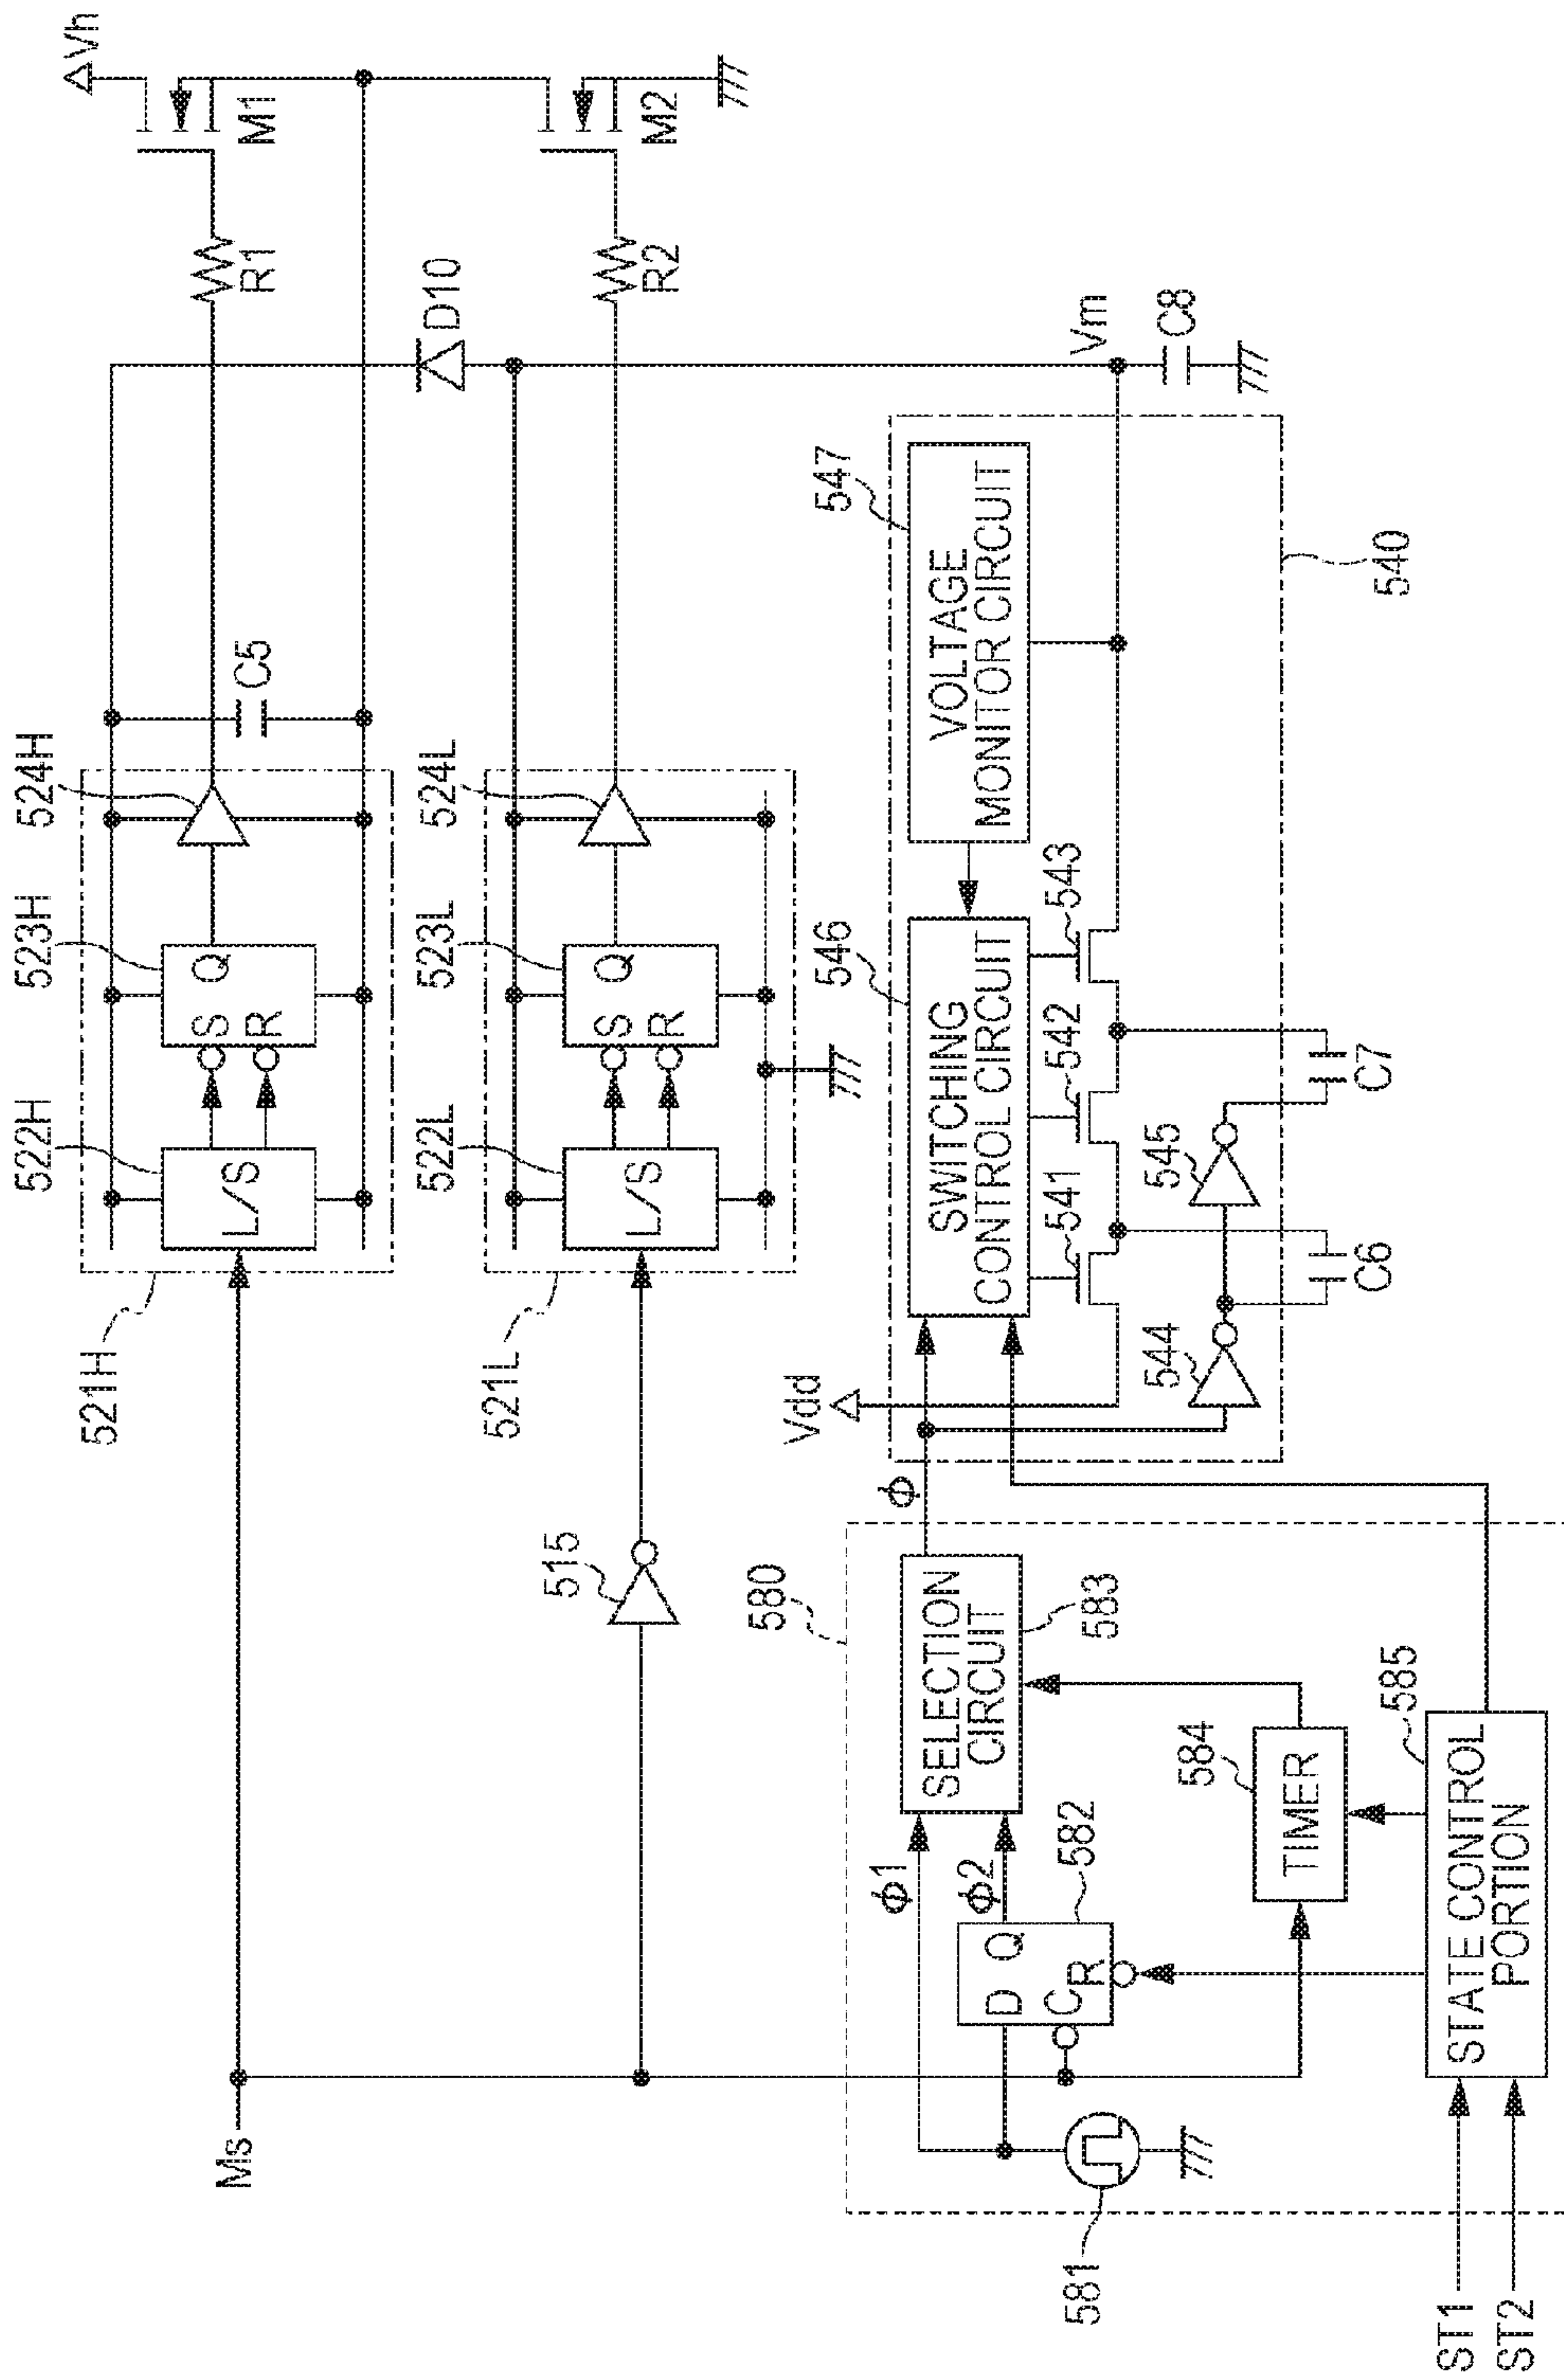 Vh
M1
R1
M2
R2
D10
C5
524H
523H
522H
S
Q
R
L/S
521H
524L
523L
522L
S
Q
R
L/S
521L
515
Ms
Vm
C8
547
VOLTAGE
MONITOR CIRCUIT
546
SWITCHING
CONTROL CIRCUIT
543
542
541
540
Vdd
545
544
C7
C6
ϕ
580
SELECTION
CIRCUIT
583
ϕ1
ϕ2
582
D
Q
C
R
584
TIMER
585
STATE CONTROL
PORTION
581
ST1
ST2